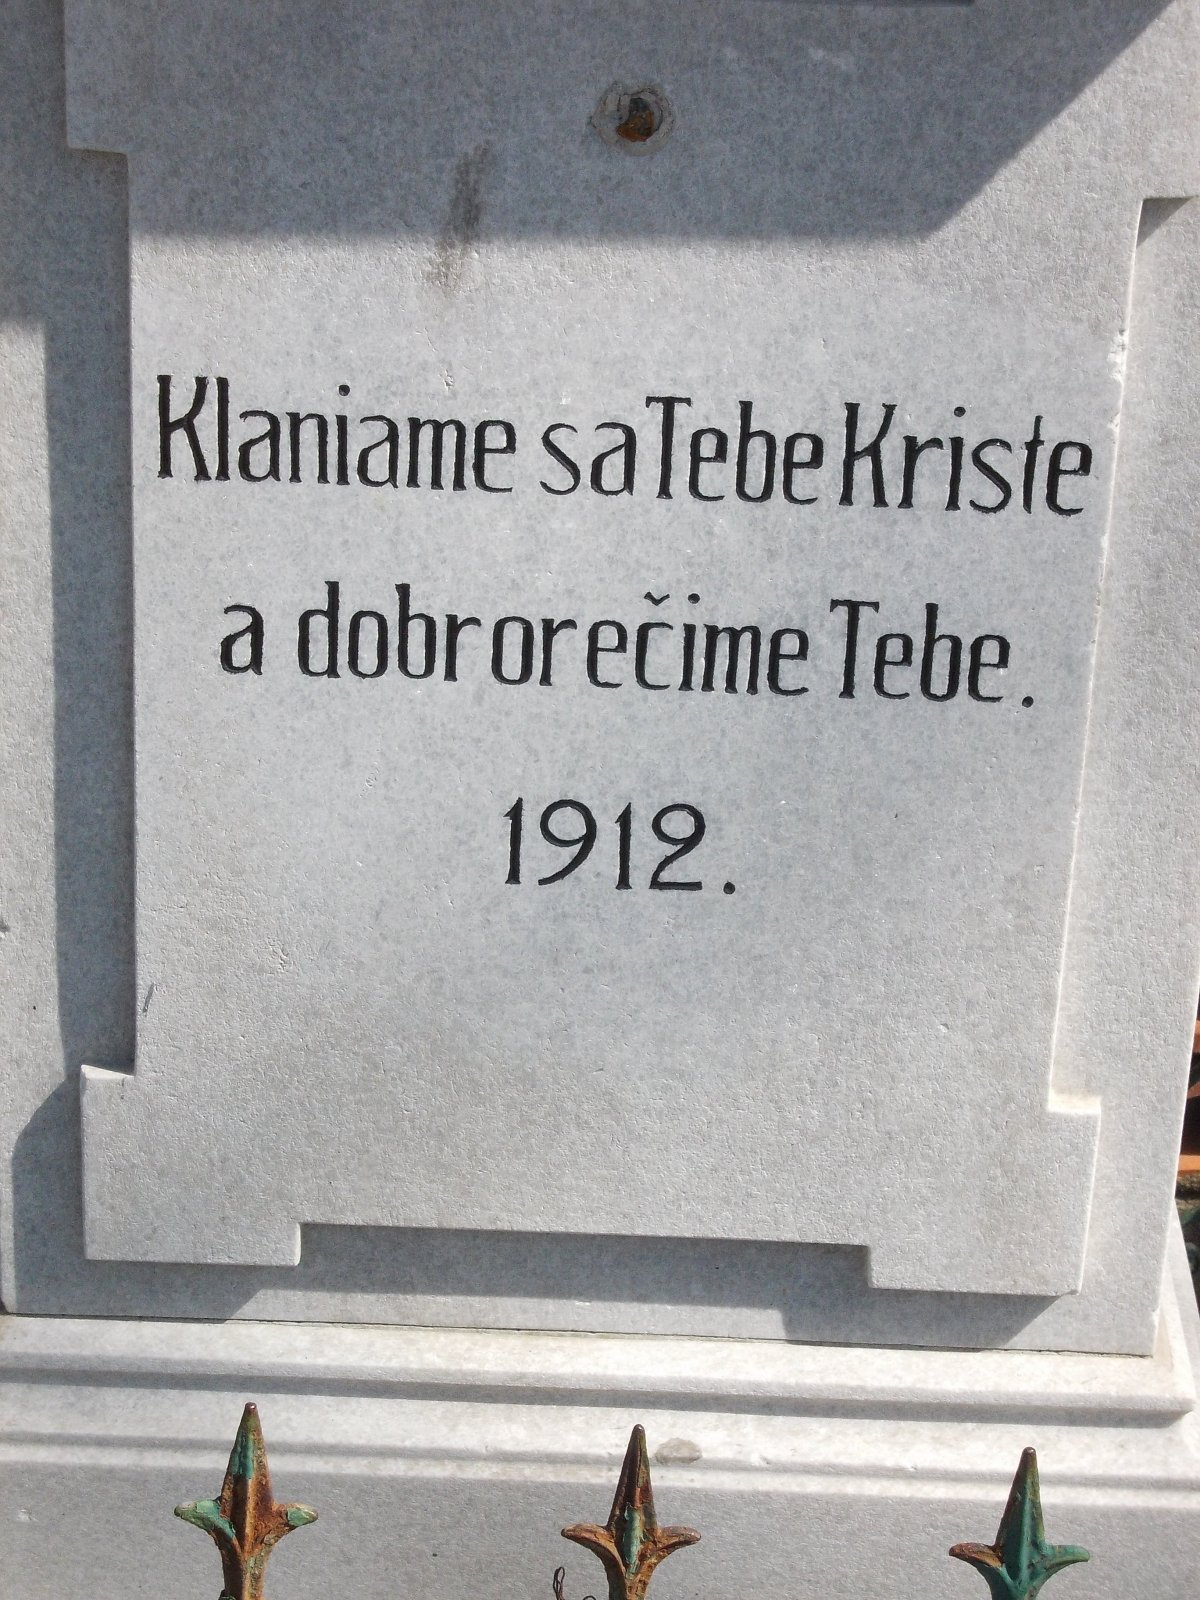 Klaniame sa Tebe Kriste
a dobrorečime Tebe.
1912.